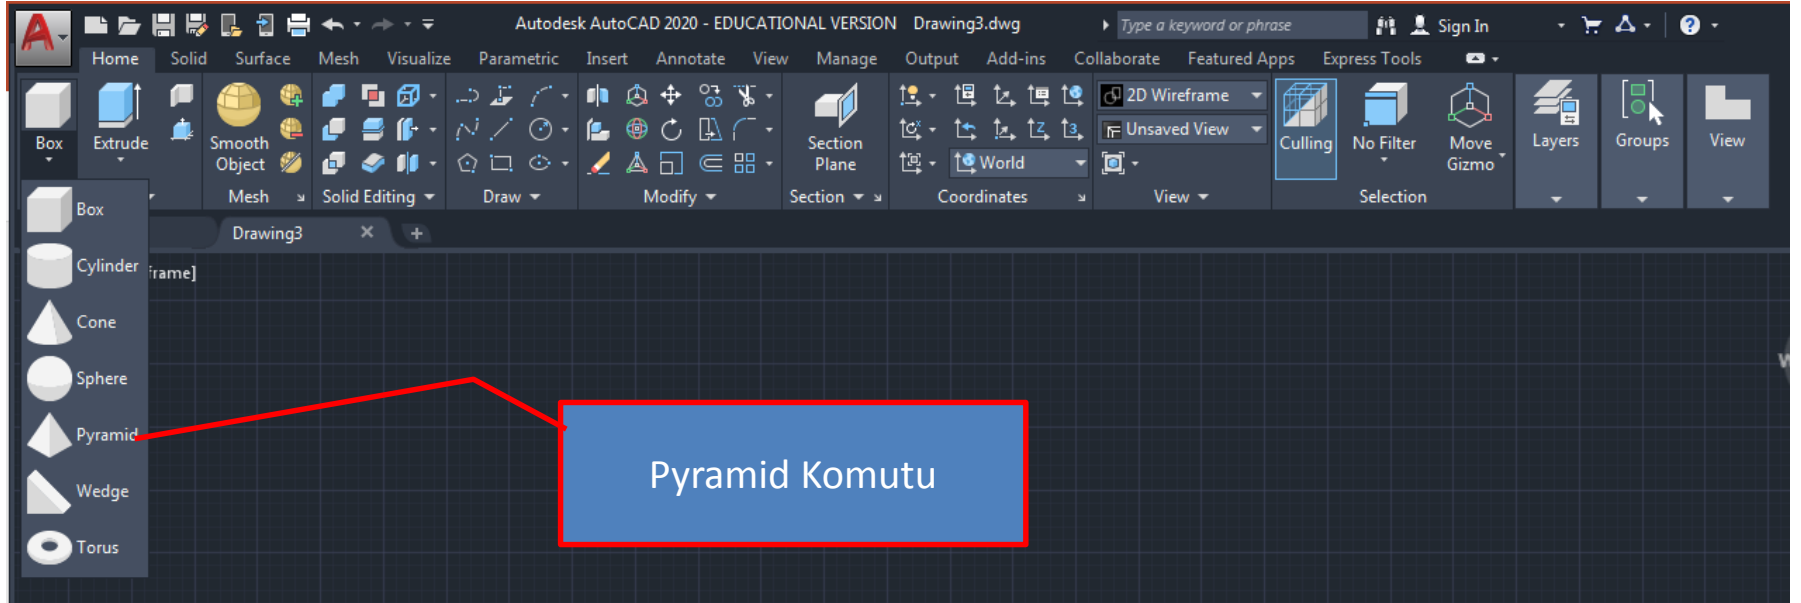 Autodesk AutoCAD 2020 - EDUCATIONAL VERSION Drawing3.dwg
Type a keyword or phrase
Sign In
Home Solid Surface Mesh Visualize Parametric Insert Annotate View Manage Output Add-ins Collaborate Featured Apps Express Tools
2D Wireframe
Unsaved View
World
Box
Extrude
Smooth
Object
Section
Plane
Culling
No Filter
Move
Gizmo
Layers
Groups
View
Mesh
Solid Editing
Draw
Modify
Section
Coordinates
View
Selection
Drawing3
frame]
Box
Cylinder
Cone
Sphere
Pyramid
Wedge
Torus
Pyramid Komutu